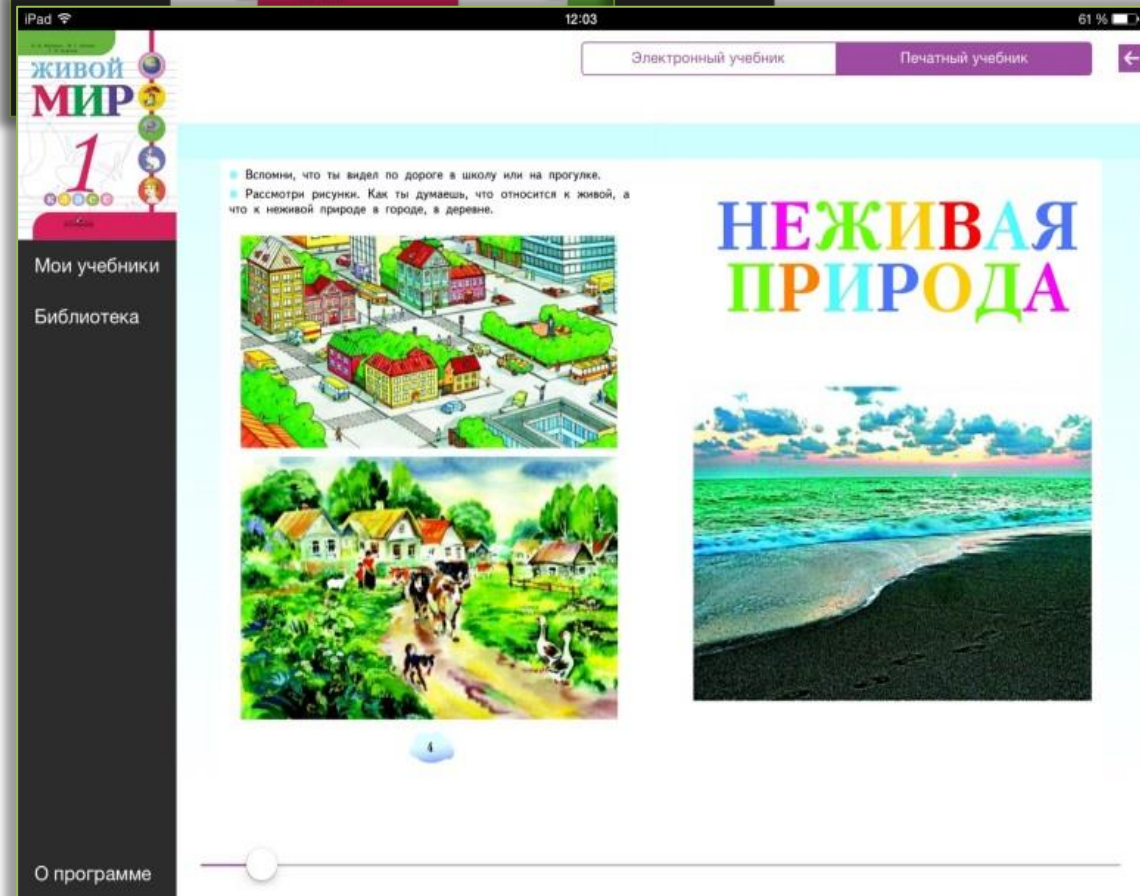 iPad
12:03
61 %
Электронный учебник
Печатный учебник
ЖИВОЙ
МИР
1
КЛАСС
Мои учебники
Библиотека
О программе
Вспомни, что ты видел по дороге в школу или на прогулке.
Рассмотри рисунки. Как ты думаешь, что относится к живой, а
что к неживой природе в городе, в деревне.
4
НЕЖИВАЯ
ПРИРОДА